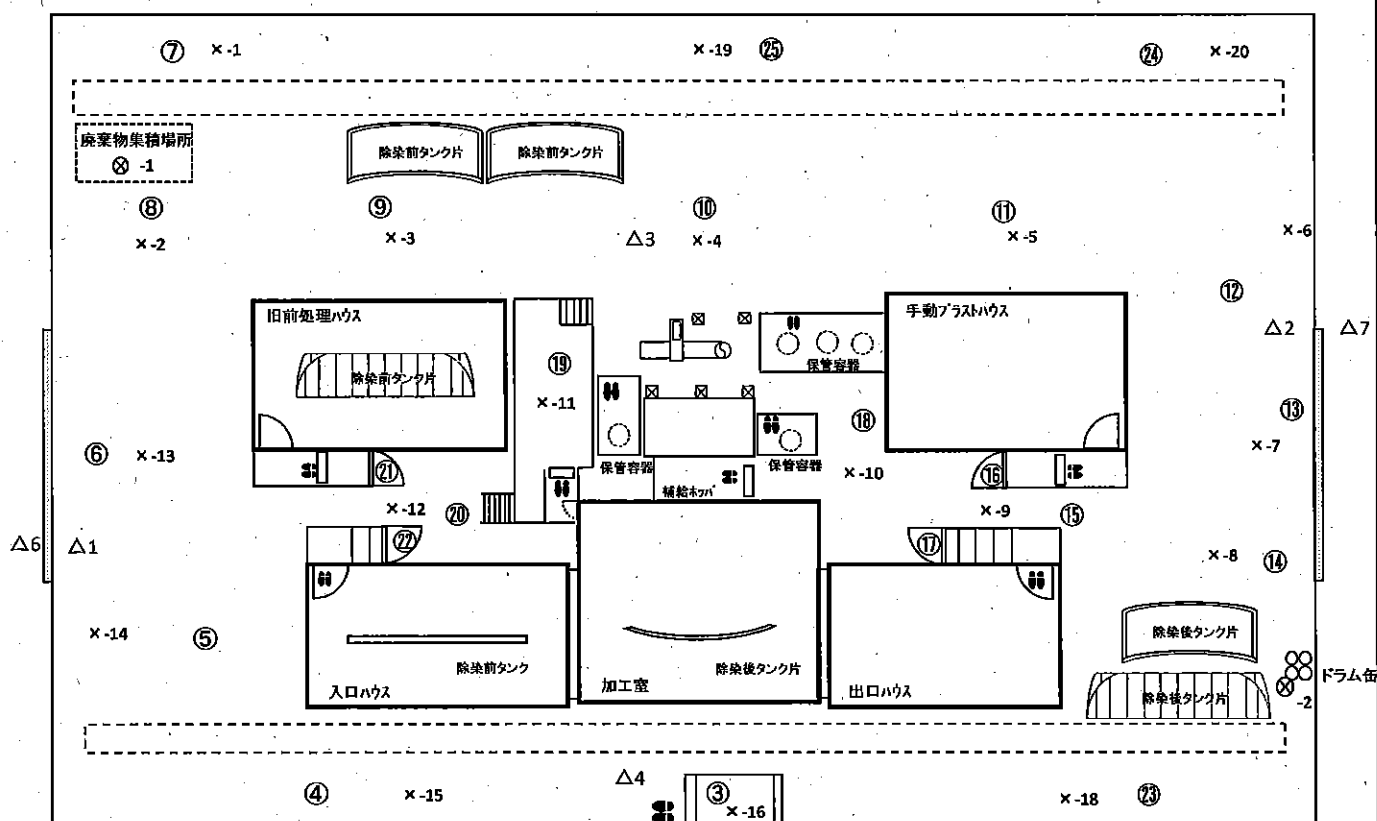 ⑦ ×-1 ×-19 ㉕ ㉔ ×-20
廃棄物集積場所
⊗ -1
除染前タンク片 除染前タンク片
⑧ ⑨ ⑩ ⑪
×-2 ×-3 △3 ×-4 ×-5 ×-6
⑫
旧前処理ハウス 手動ブラストハウス
△2 △7
保管容器
⑲
除染前タンク片
×-11 ⑱ ⑬
⑥ ×-13 ×-7
㉑ 保管容器 保管容器 ×-10 ⑯
補給ホッパ
×-12 ⑳ ×-9 ⑮
△6 △1 ㉒ ⑰ ×-8 ⑭
×-14 ⑤ 除染後タンク片
除染前タンク 除染後タンク片 ドラム缶
入口ハウス 加工室 出口ハウス 除染後タンク片 ⊗
-2
△4
④ ×-15 ③ ×-18 ㉓
×-16